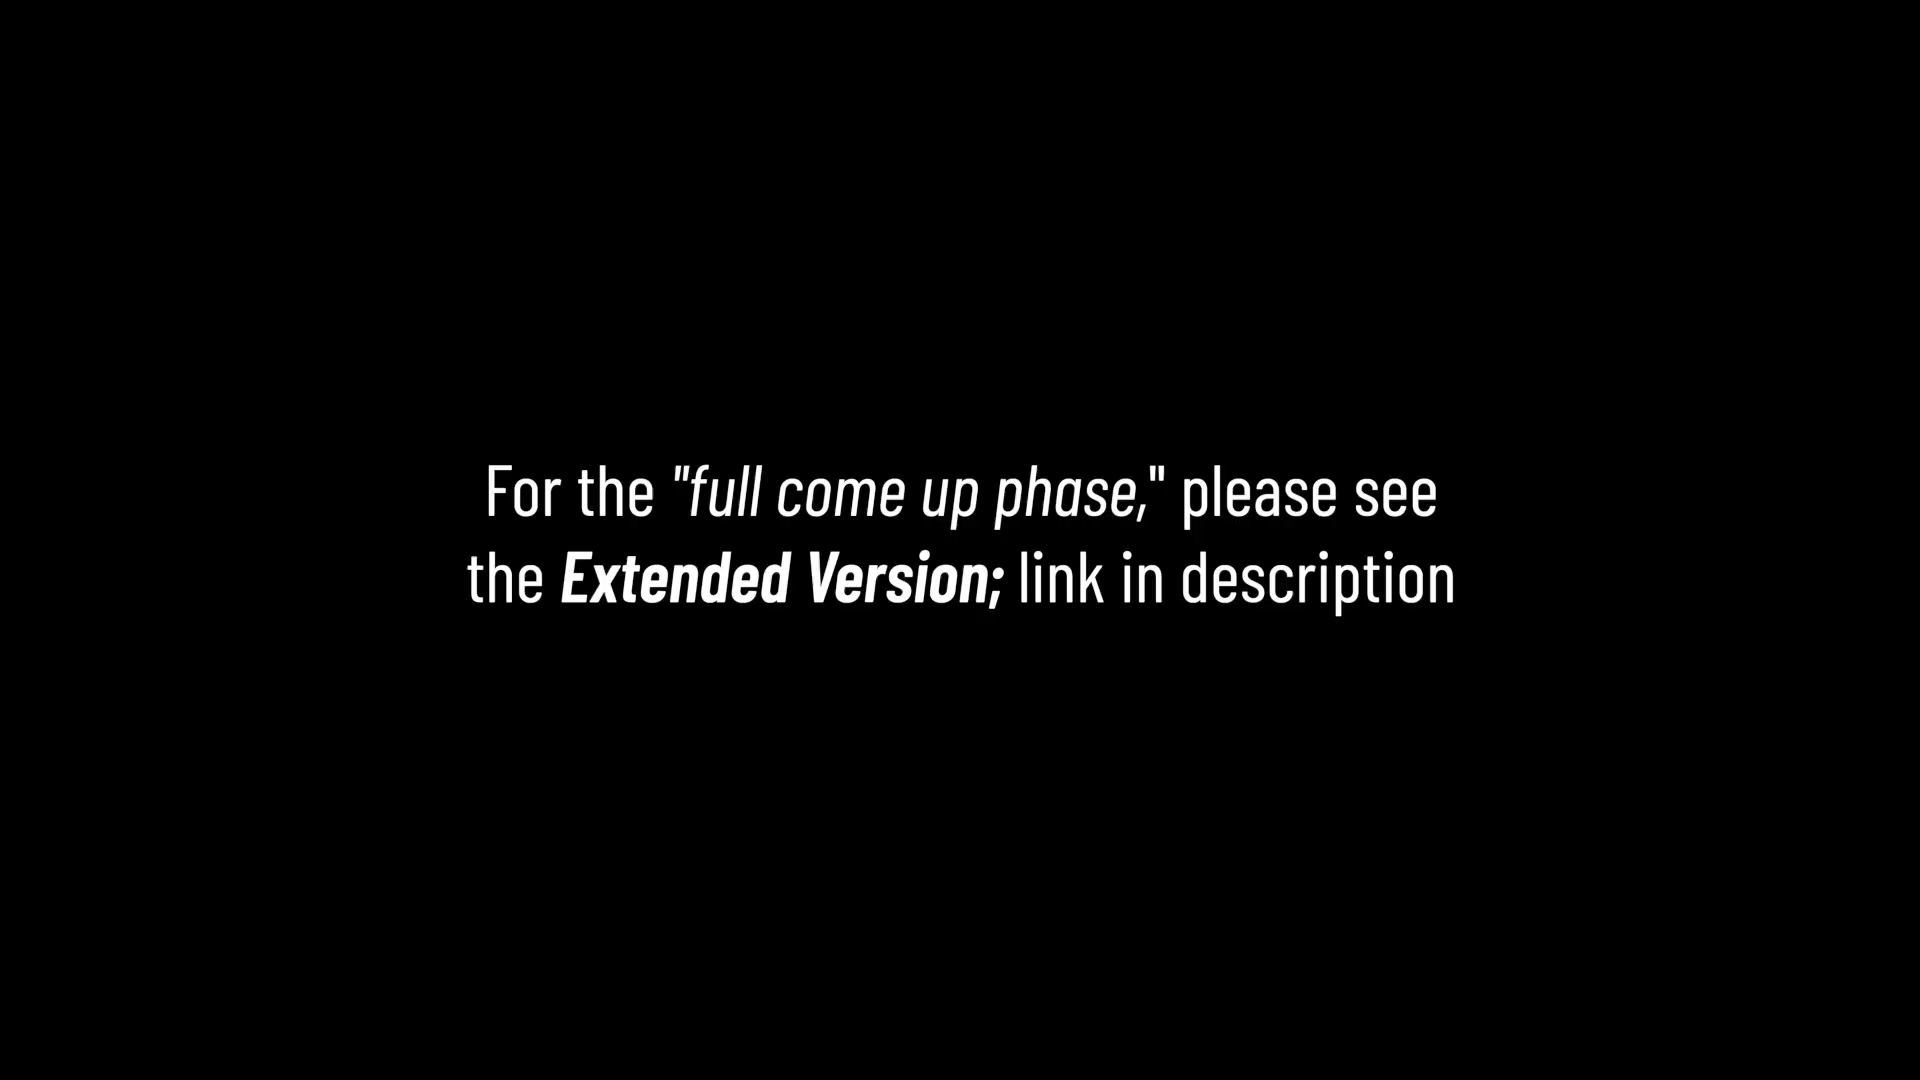 For the "full come up phase," please see
the Extended Version; link in description